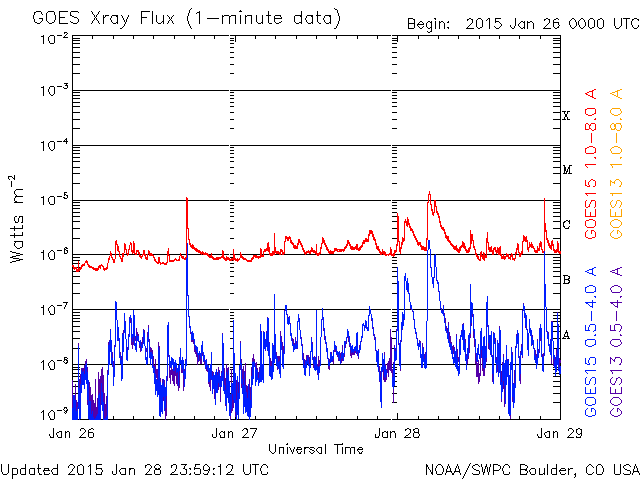 GOES Xray Flux (1-minute data)
Begin: 2015 Jan 26 0000 UTC
Watts m⁻²
10⁻²
10⁻³
10⁻⁴
10⁻⁵
10⁻⁶
10⁻⁷
10⁻⁸
10⁻⁹
X
M
C
B
A
GOES15 1.0-8.0 A
GOES13 1.0-8.0 A
GOES15 0.5-4.0 A
GOES13 0.5-4.0 A
Jan 26
Jan 27
Jan 28
Jan 29
Universal Time
Updated 2015 Jan 28 23:59:12 UTC
NOAA/SWPC Boulder, CO USA